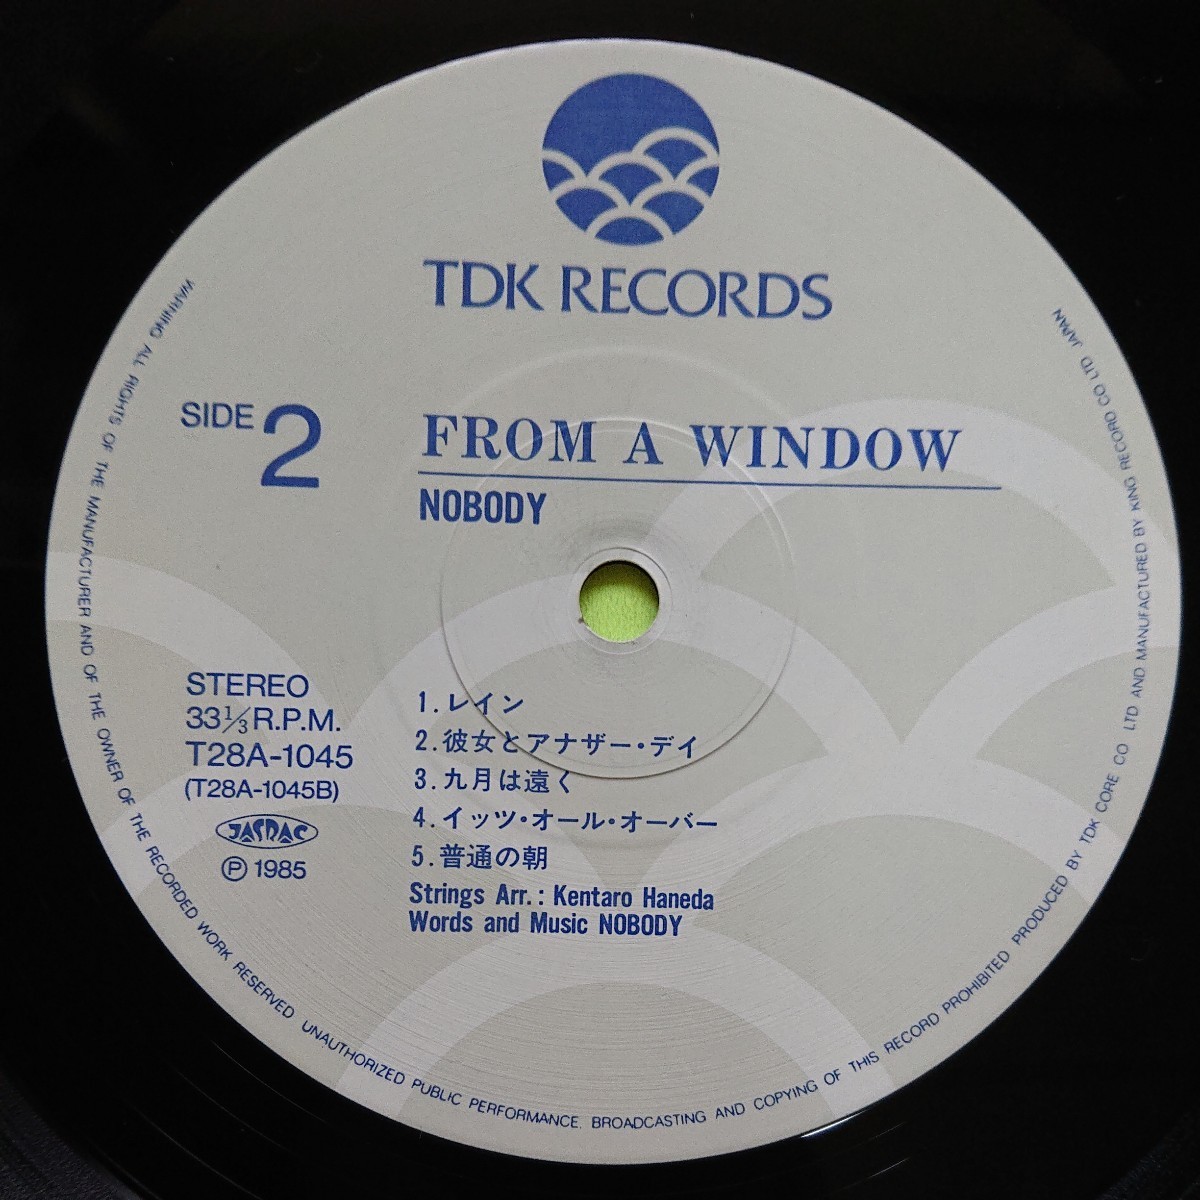 TDK RECORDS
SIDE 2
FROM A WINDOW
NOBODY
STEREO
33 1/3 R.P.M.
T28A-1045
(T28A-1045B)
JASRAC
Ⓟ 1985
1.レイン
2.彼女とアナザー・デイ
3.九月は遠く
4.イッツ・オール・オーバー
5.普通の朝
Strings Arr.: Kentaro Haneda
Words and Music NOBODY
WARNING ALL RIGHTS OF THE MANUFACTURER AND OF THE OWNER OF THE RECORDED WORK RESERVED UNAUTHORIZED PUBLIC PERFORMANCE. BROADCASTING AND COPYING OF THIS RECORD PROHIBITED PRODUCED BY TDK CORE CO LTD AND MANUFACTURED BY KING RECORD CO LTD JAPAN